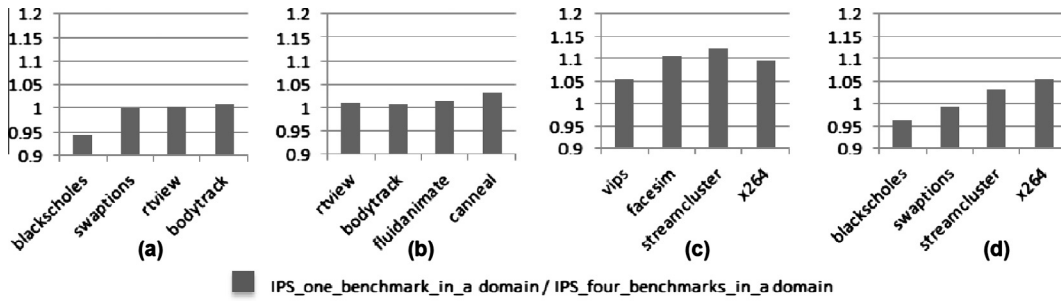 1.2
1.15
1.1
1.05
1
0.95
0.9
blackscholes
swaptions
rtview
bodytrack
(a)
1.2
1.15
1.1
1.05
1
0.95
0.9
rtview
bodytrack
fluidanimate
canneal
(b)
1.2
1.15
1.1
1.05
1
0.95
0.9
vips
facesim
streamcluster
x264
(c)
1.2
1.15
1.1
1.05
1
0.95
0.9
blackscholes
swaptions
streamcluster
x264
(d)
IPS_one_benchmark_in_a domain / IPS_four_benchmarks_in_a domain